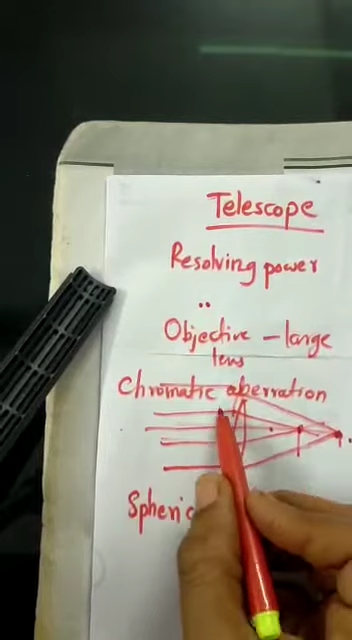 Telescope
Resolving power
Objective - large
lens
Chromatic aberration